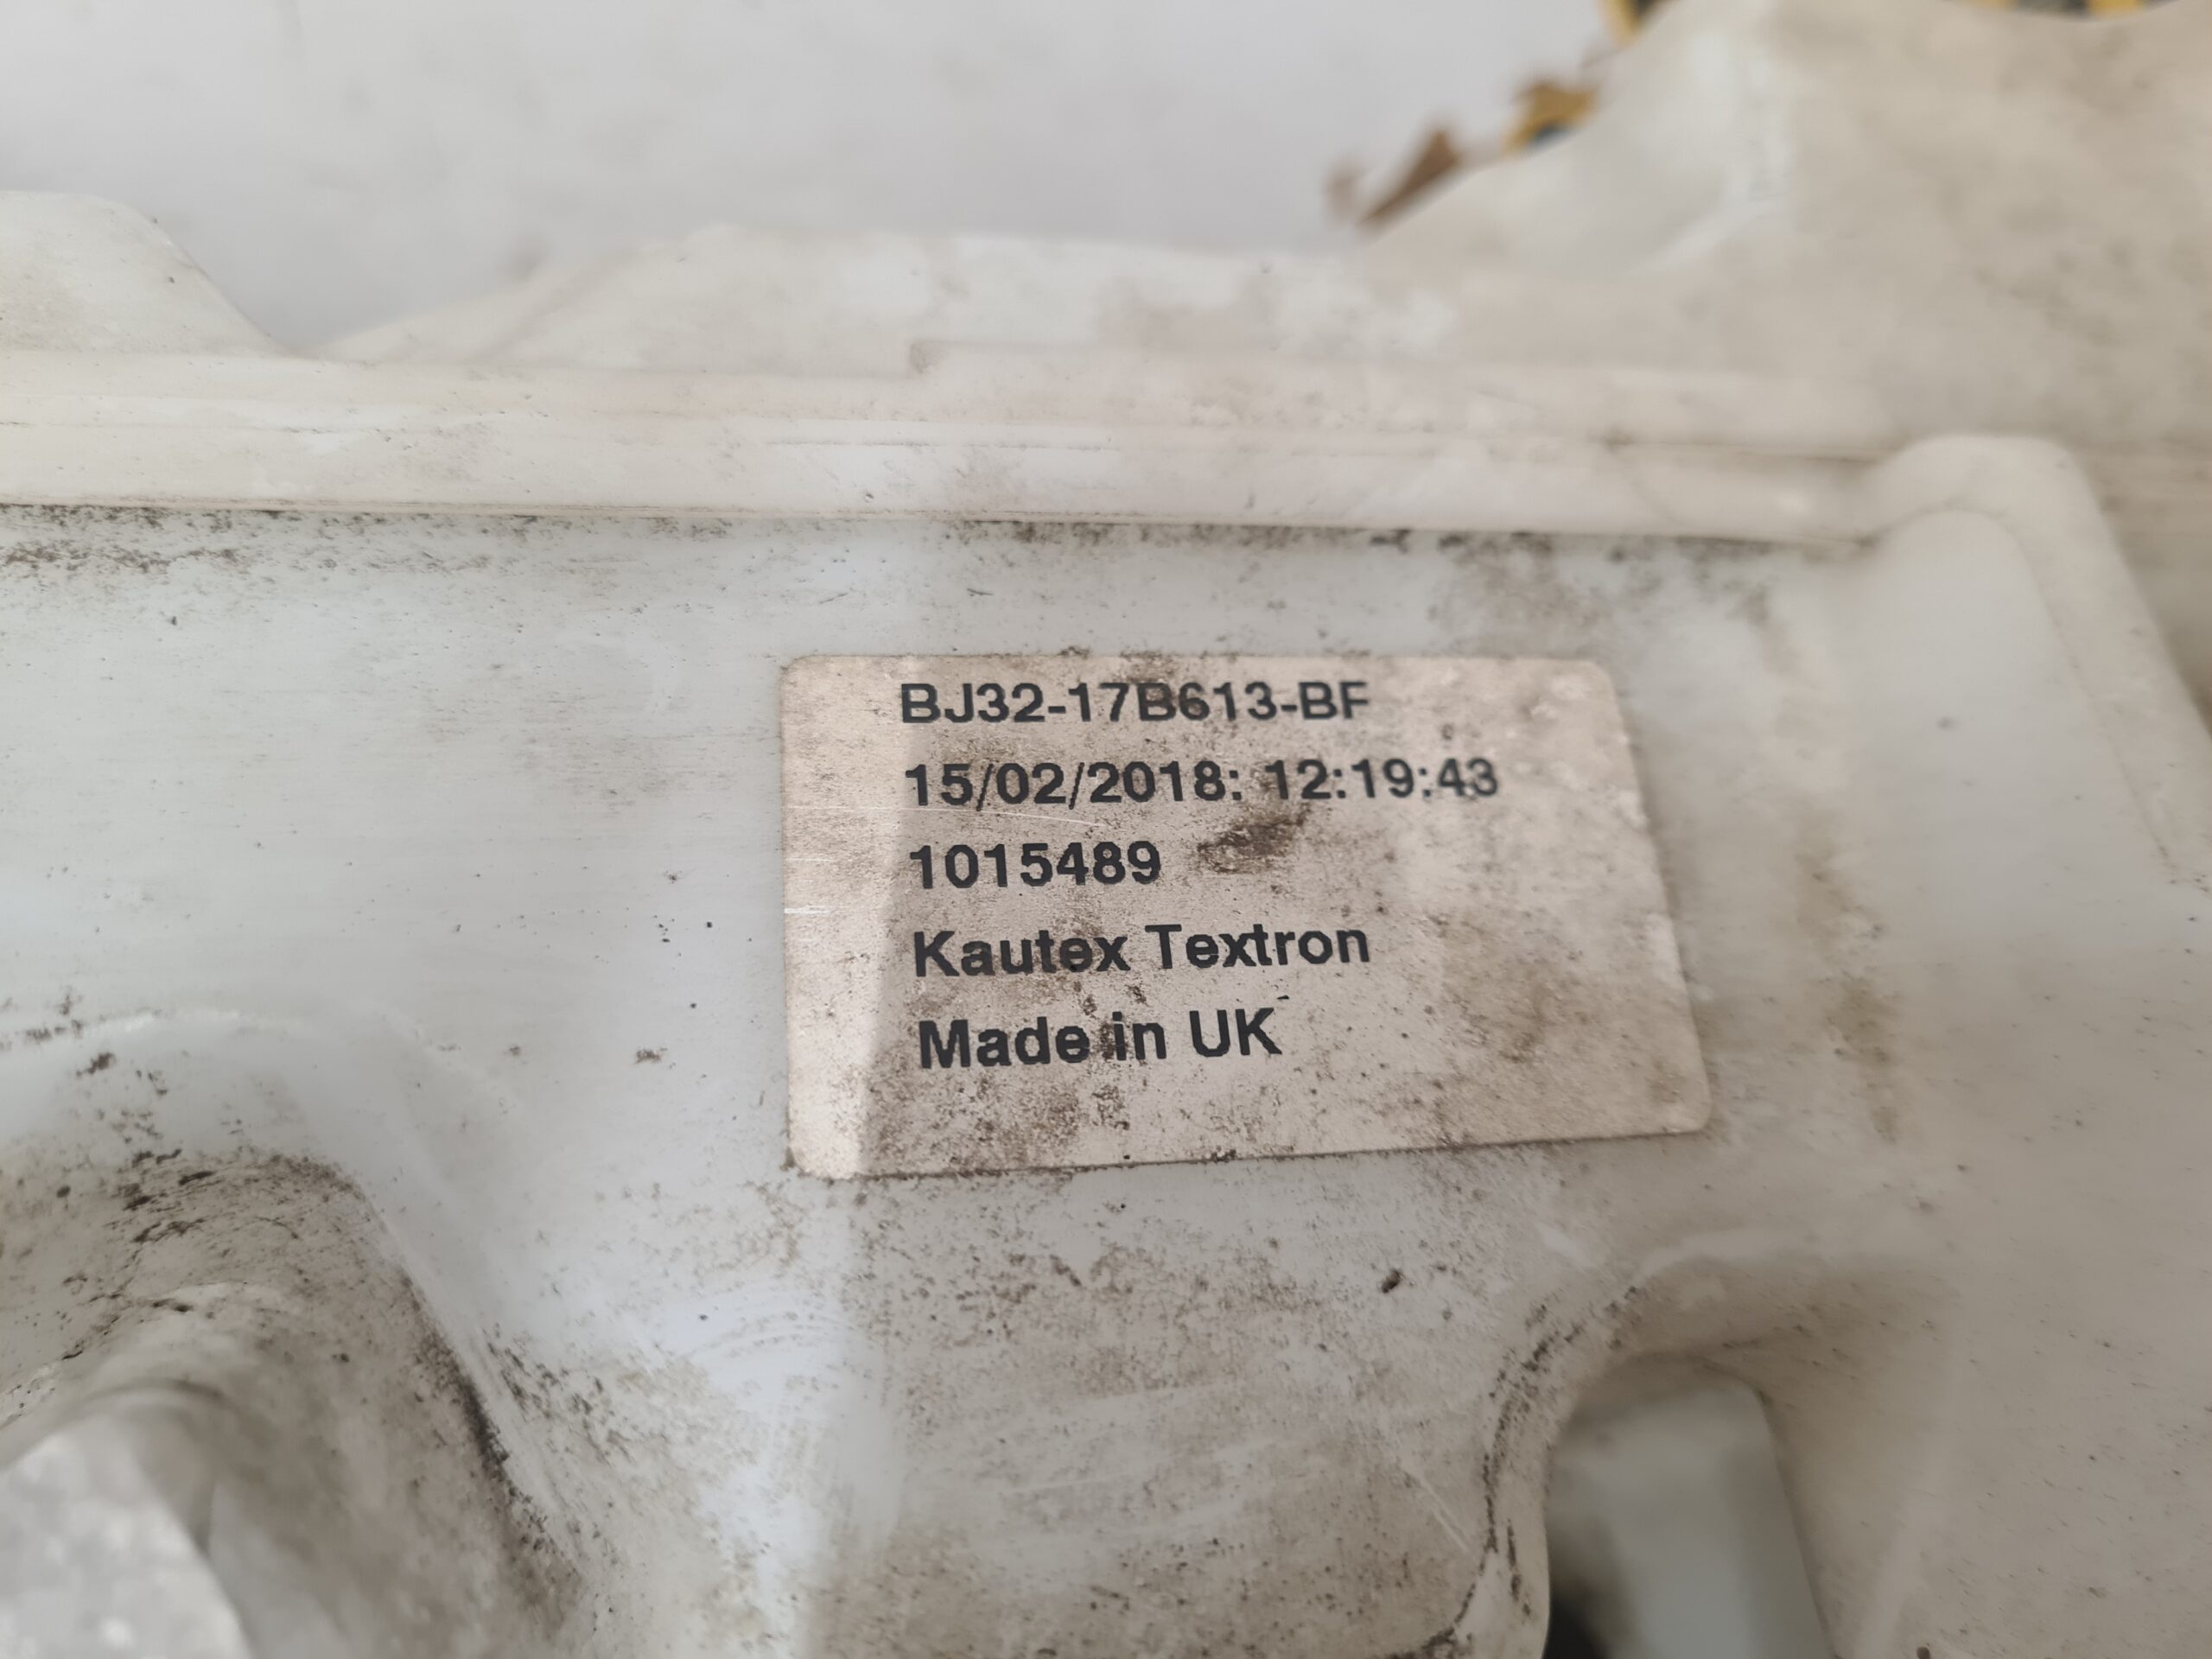 BJ32-17B613-BF
15/02/2018: 12:19:43
1015489
Kautex Textron
Made in UK